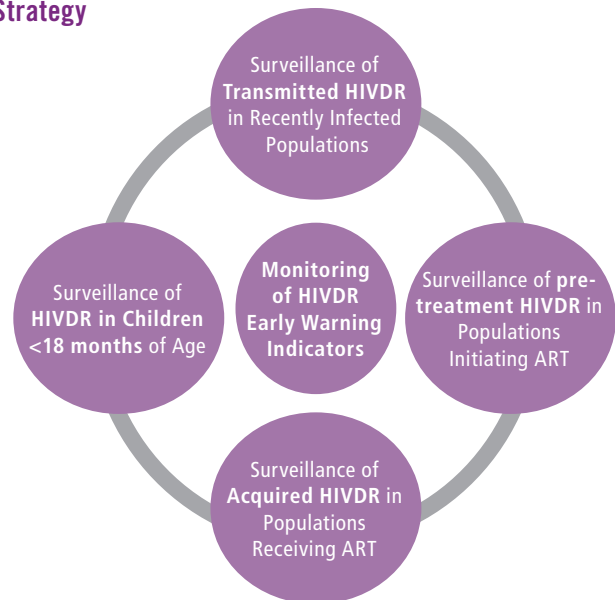 Strategy
Surveillance of
Transmitted HIVDR
in Recently Infected
Populations
Surveillance of
HIVDR in Children
<18 months of Age
Monitoring
of HIVDR
Early Warning
Indicators
Surveillance of pre-
treatment HIVDR in
Populations
Initiating ART
Surveillance of
Acquired HIVDR in
Populations
Receiving ART